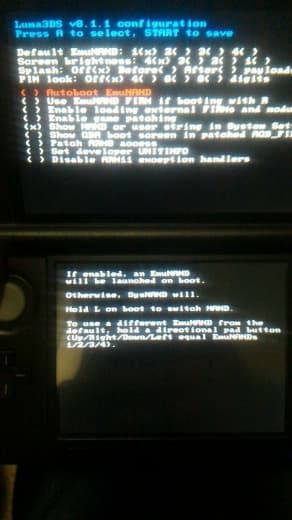 Luma3DS v8.1.1 configuration
Press A to select, START to save
Default EmuNAND: 1(x) 2( ) 3( ) 4( )
Screen brightness: 4(x) 3( ) 2( ) 1( )
Splash: Off(x) Before( ) After( ) payload
PIN lock: Off(x) 4( ) 6( ) 8( ) digits
( ) Autoboot EmuNAND
( ) Use EmuNAND FIRM if booting with R
( ) Enable loading external FIRMs and modu
( ) Enable game patching
(x) Show NAND or user string in System Set
( ) Show GBA boot screen in patched AGB_FI
( ) Patch ARM9 access
( ) Set developer UNITINFO
( ) Disable ARM11 exception handlers
If enabled, an EmuNAND
will be launched on boot.
Otherwise, SysNAND will.
Hold L on boot to switch NAND.
To use a different EmuNAND from the
default, hold a directional pad button
(Up/Right/Down/Left equal EmuNANDs
1/2/3/4).